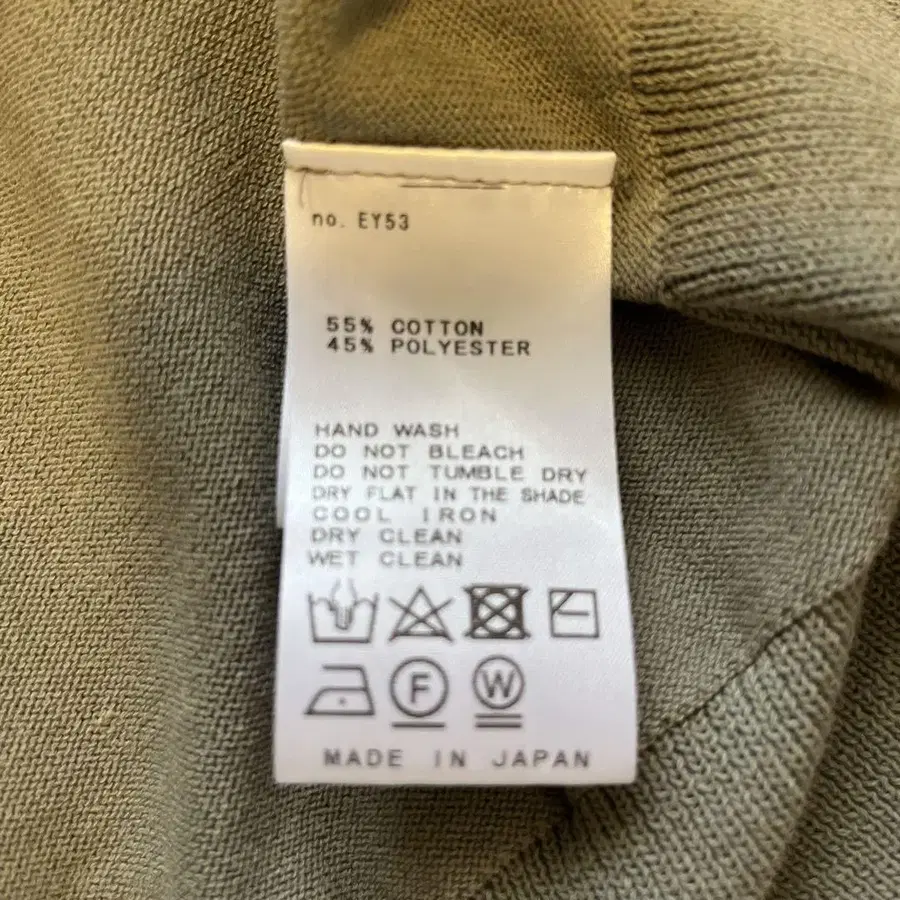 no. EY53
55% COTTON
45% POLYESTER
HAND WASH
DO NOT BLEACH
DO NOT TUMBLE DRY
DRY FLAT IN THE SHADE
COOL IRON
DRY CLEAN
WET CLEAN
F W
MADE IN JAPAN